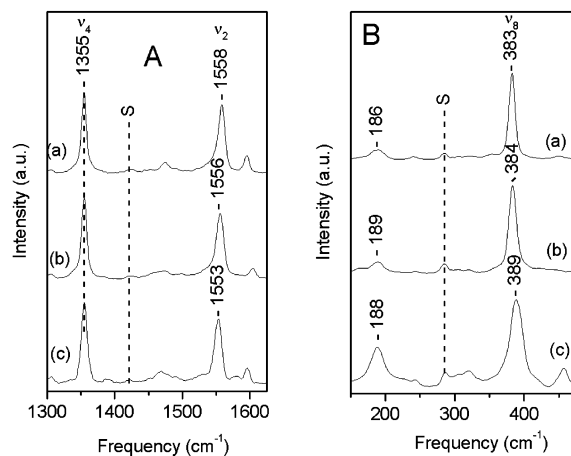 ν4
1355
A
ν2
1558
S
(a)
1556
(b)
1553
(c)
Intensity (a.u.)
1300 1400 1500 1600
Frequency (cm-1)
B
ν8
383
S
186
(a)
384
189
(b)
389
188
(c)
Intensity (a.u.)
200 300 400
Frequency (cm-1)